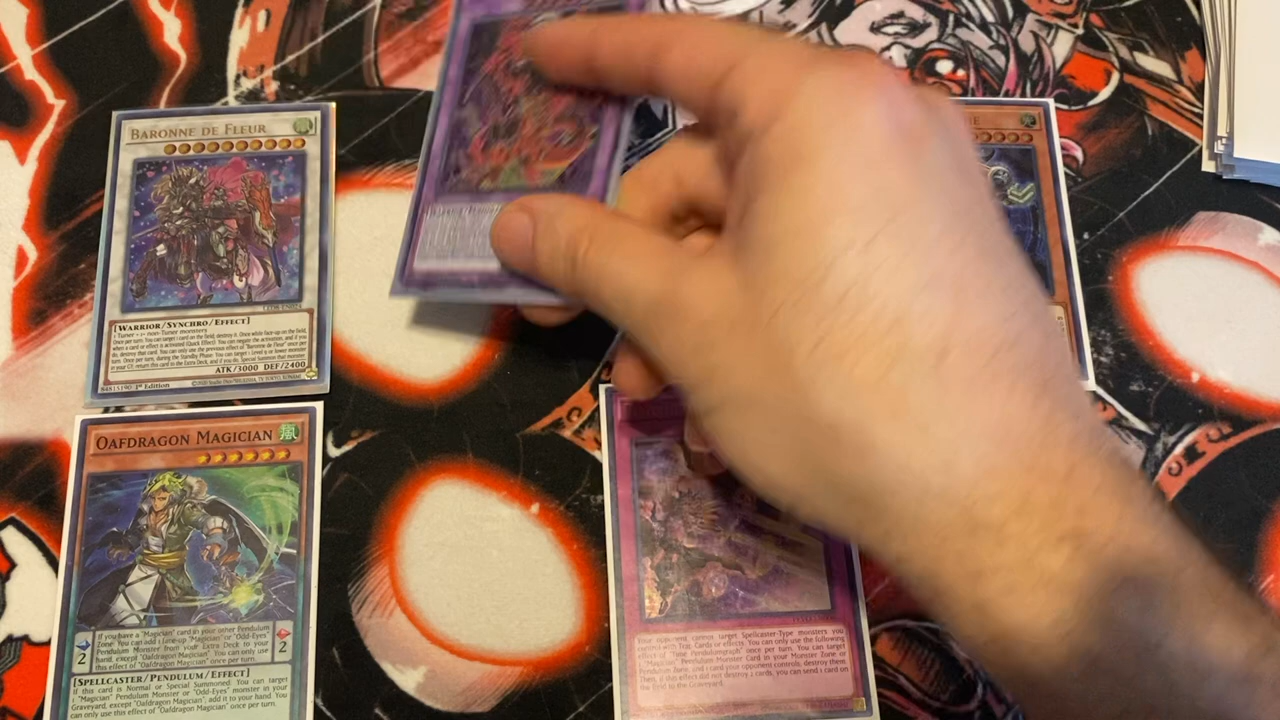 BARONNE DE FLEUR
LEDE-EN0
[WARRIOR/SYNCHRO/EFFECT]
1 Tuner + 1+ non-Tuner monsters
Once per turn: You can target 1 card on the field; destroy it. Once while face-up on the field,
when a card or effect is activated (Quick Effect): You can negate the activation, and if you
do, destroy that card. You can only use the previous effect of "Baronne de Fleur" once per
turn. Once per turn, during the Standby Phase: You can target 1 Level 9 or lower monster
in your GY; return this card to the Extra Deck, and if you do, Special Summon that monster.
ATK/3000 DEF/2400
84815190 1st Edition
OAFDRAGON MAGICIAN
If you have a "Magician" card in your other Pendulum
Zone: You can add 1 face-up "Magician" or "Odd-Eyes"
Pendulum Monster from your Extra Deck to your
hand, except "Oafdragon Magician". You can only use
this effect of "Oafdragon Magician" once per turn.
2
2
[SPELLCASTER/PENDULUM/EFFECT]
If this card is Normal or Special Summoned: You can target
1 "Magician" Pendulum Monster or "Odd-Eyes" monster in your
Graveyard, except "Oafdragon Magician"; add it to your hand. You
can only use this effect of "Oafdragon Magician" once per turn.
Your opponent cannot target Spellcaster-Type monsters you
control with Trap Cards or effects. You can only use the following
effect of "Time Pendulumgraph" once per turn. You can target
1 "Magician" Pendulum Monster Card in your Monster Zone or
Pendulum Zone, and 1 card your opponent controls; destroy them.
Then, if this effect did not destroy 2 cards, you can send 1 card on
the field to the Graveyard.